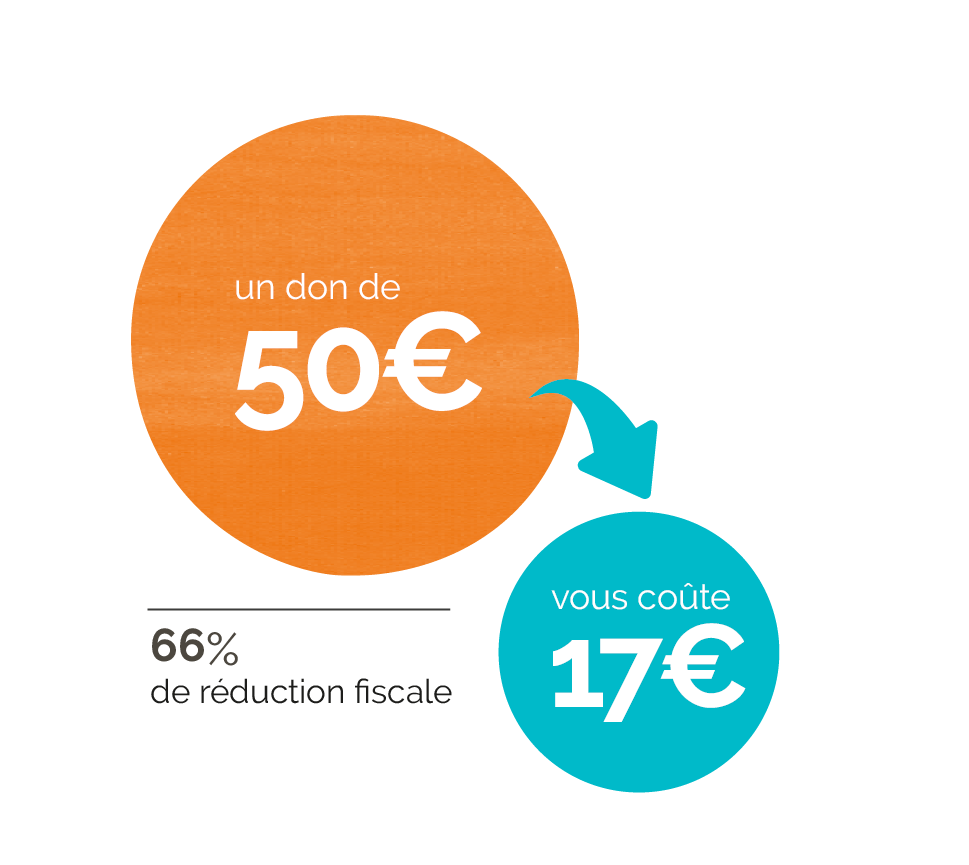 un don de
50€
vous coûte
17€
66%
de réduction fiscale